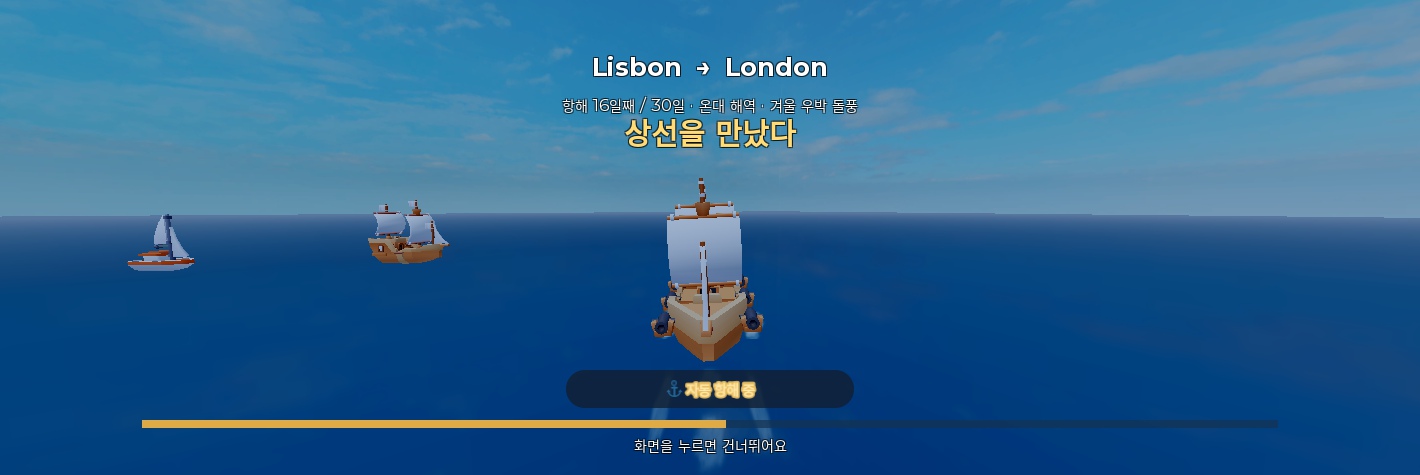 Lisbon → London
항해 16일째 / 30일 · 온대 해역 · 겨울 우박 돌풍
상선을 만났다
⚓ 자동 항해 중
화면을 누르면 건너뛰어요